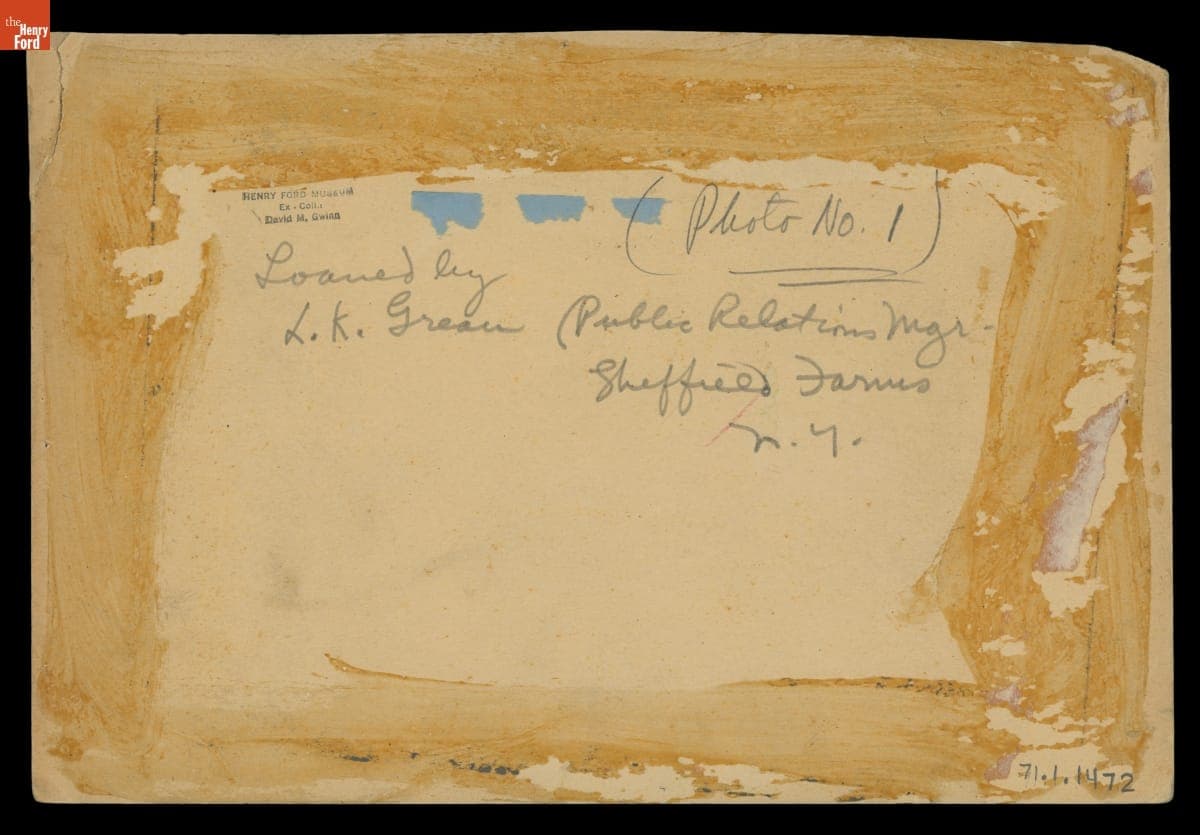 the
Henry
Ford
HENRY FORD MUSEUM
Ex - Coll.:
David M. Gwinn
(Photo No. 1)
Loaned by
L. K. Grean (Public Relations Mgr-
Sheffield Farms
N. Y.
71.1.1472